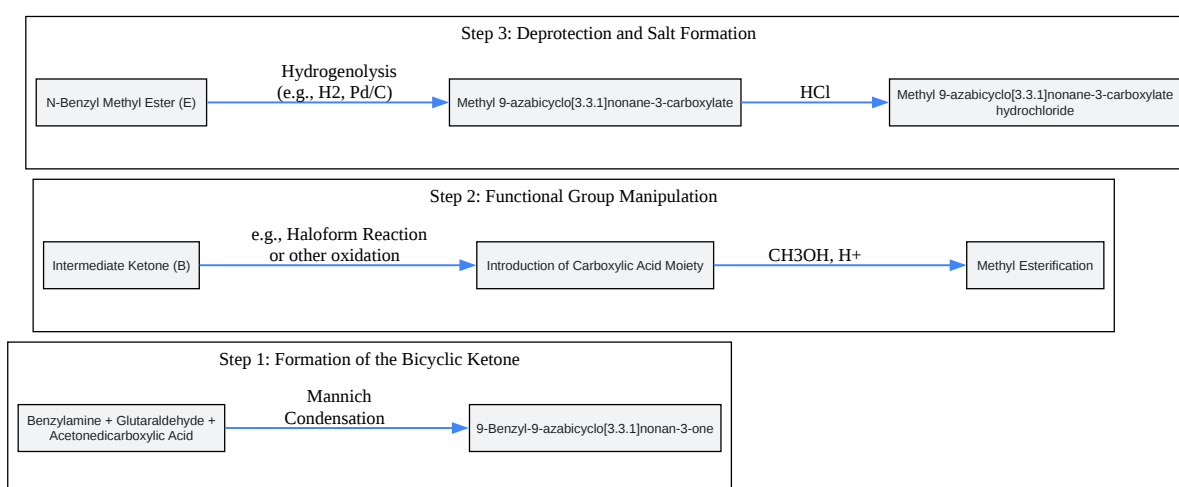 Step 3: Deprotection and Salt Formation
Hydrogenolysis
(e.g., H2, Pd/C)
HCl
N-Benzyl Methyl Ester (E)
Methyl 9-azabicyclo[3.3.1]nonane-3-carboxylate
Methyl 9-azabicyclo[3.3.1]nonane-3-carboxylate
hydrochloride
Step 2: Functional Group Manipulation
e.g., Haloform Reaction
or other oxidation
CH3OH, H+
Intermediate Ketone (B)
Introduction of Carboxylic Acid Moiety
Methyl Esterification
Step 1: Formation of the Bicyclic Ketone
Mannich
Condensation
Benzylamine + Glutaraldehyde +
Acetonedicarboxylic Acid
9-Benzyl-9-azabicyclo[3.3.1]nonan-3-one